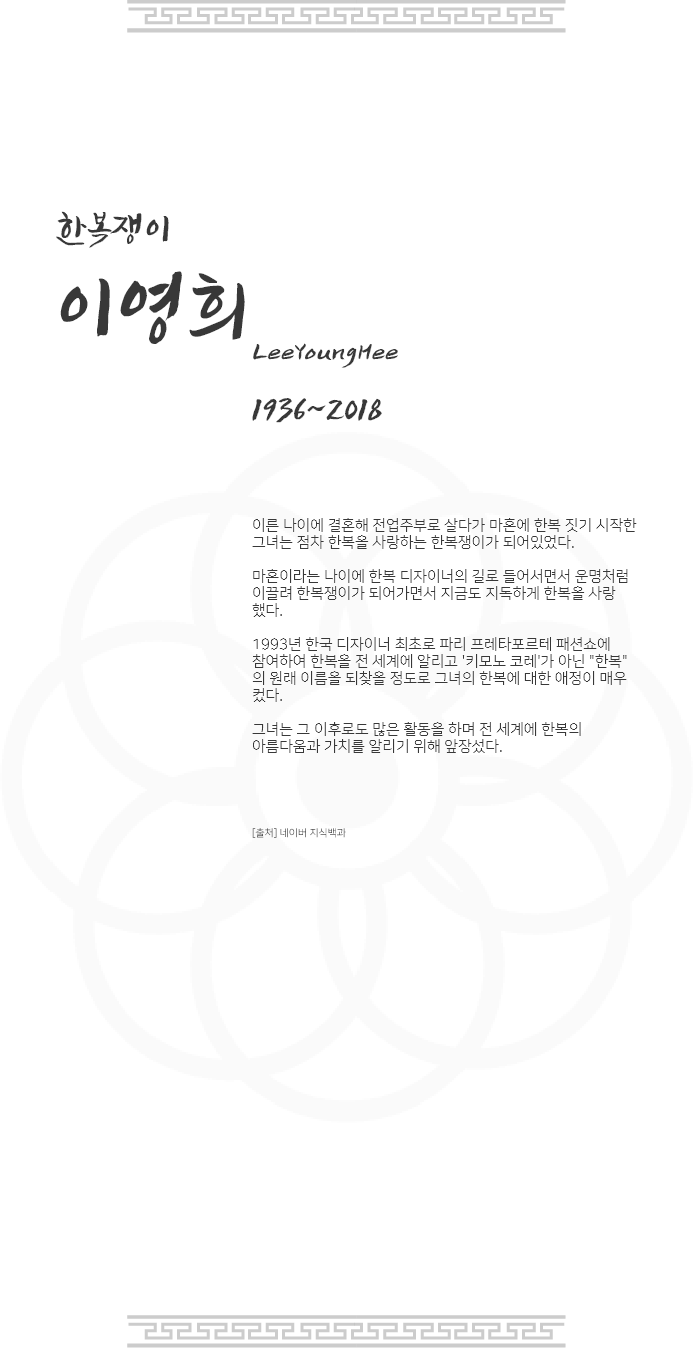 한복쟁이
이영희
LeeYoungHee
1936~2018
이른 나이에 결혼해 전업주부로 살다가 마흔에 한복 짓기 시작한
그녀는 점차 한복을 사랑하는 한복쟁이가 되어있었다.
마흔이라는 나이에 한복 디자이너의 길로 들어서면서 운명처럼
이끌려 한복쟁이가 되어가면서 지금도 지독하게 한복을 사랑
했다.
1993년 한국 디자이너 최초로 파리 프레타포르테 패션쇼에
참여하여 한복을 전 세계에 알리고 '키모노 코레'가 아닌 "한복"
의 원래 이름을 되찾을 정도로 그녀의 한복에 대한 애정이 매우
컸다.
그녀는 그 이후로도 많은 활동을 하며 전 세계에 한복의
아름다움과 가치를 알리기 위해 앞장섰다.
[출처] 네이버 지식백과